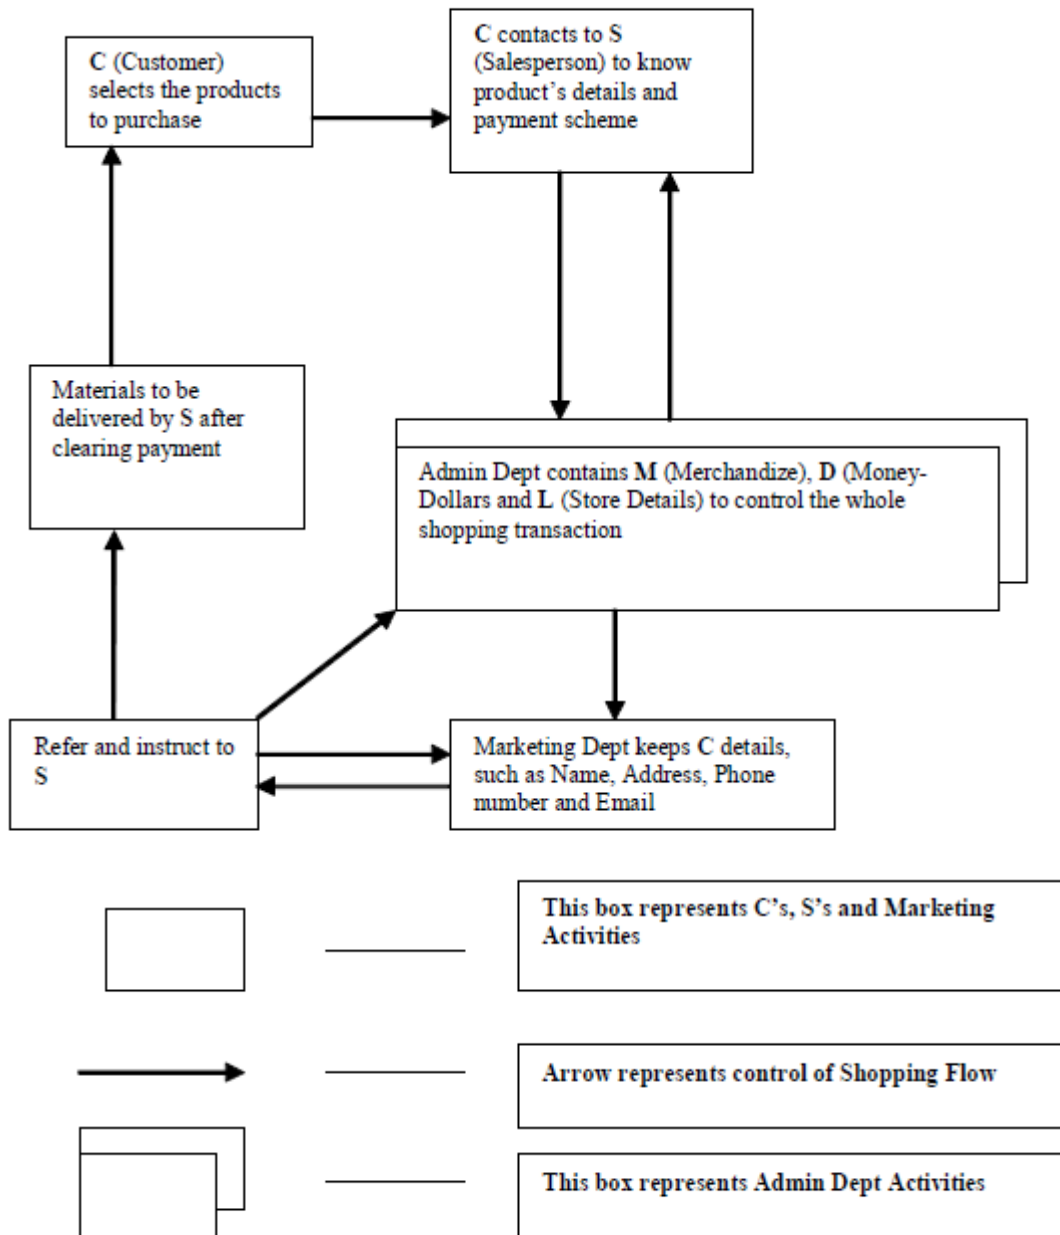 C (Customer)
selects the products
to purchase
C contacts to S
(Salesperson) to know
product’s details and
payment scheme
Materials to be
delivered by S after
clearing payment
Admin Dept contains M (Merchandize), D (Money-
Dollars and L (Store Details) to control the whole
shopping transaction
Refer and instruct to
S
Marketing Dept keeps C details,
such as Name, Address, Phone
number and Email
This box represents C’s, S’s and Marketing
Activities
Arrow represents control of Shopping Flow
This box represents Admin Dept Activities